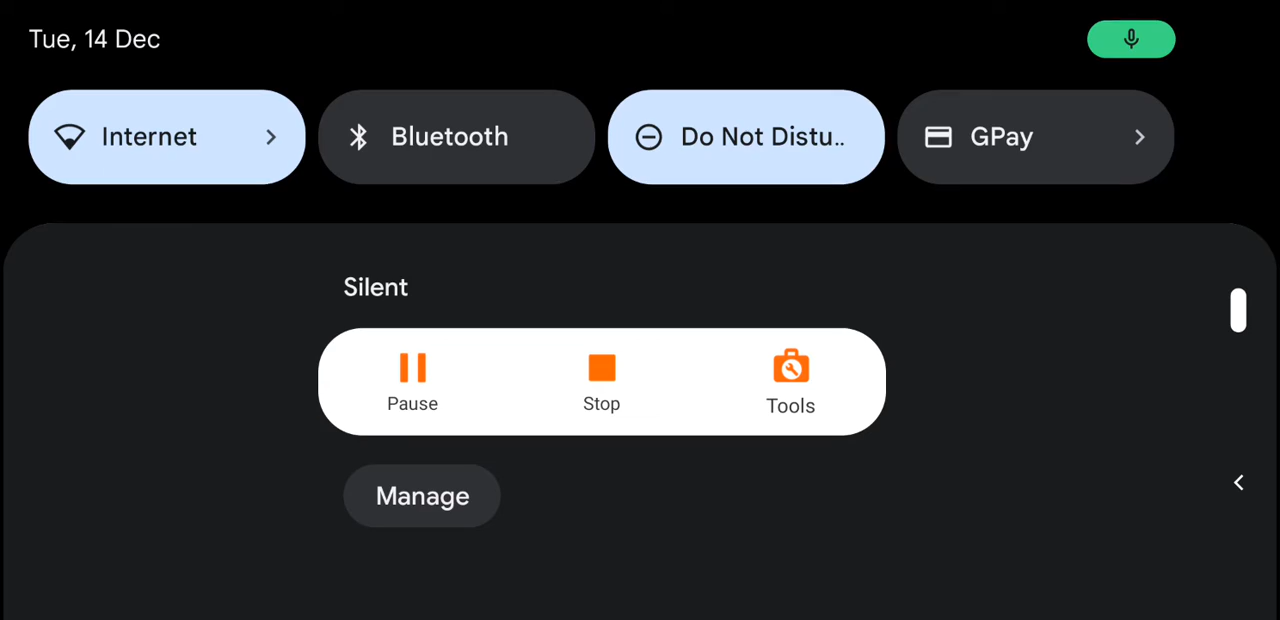 Tue, 14 Dec
Internet
Bluetooth
Do Not Distu..
GPay
Silent
Pause
Stop
Tools
Manage